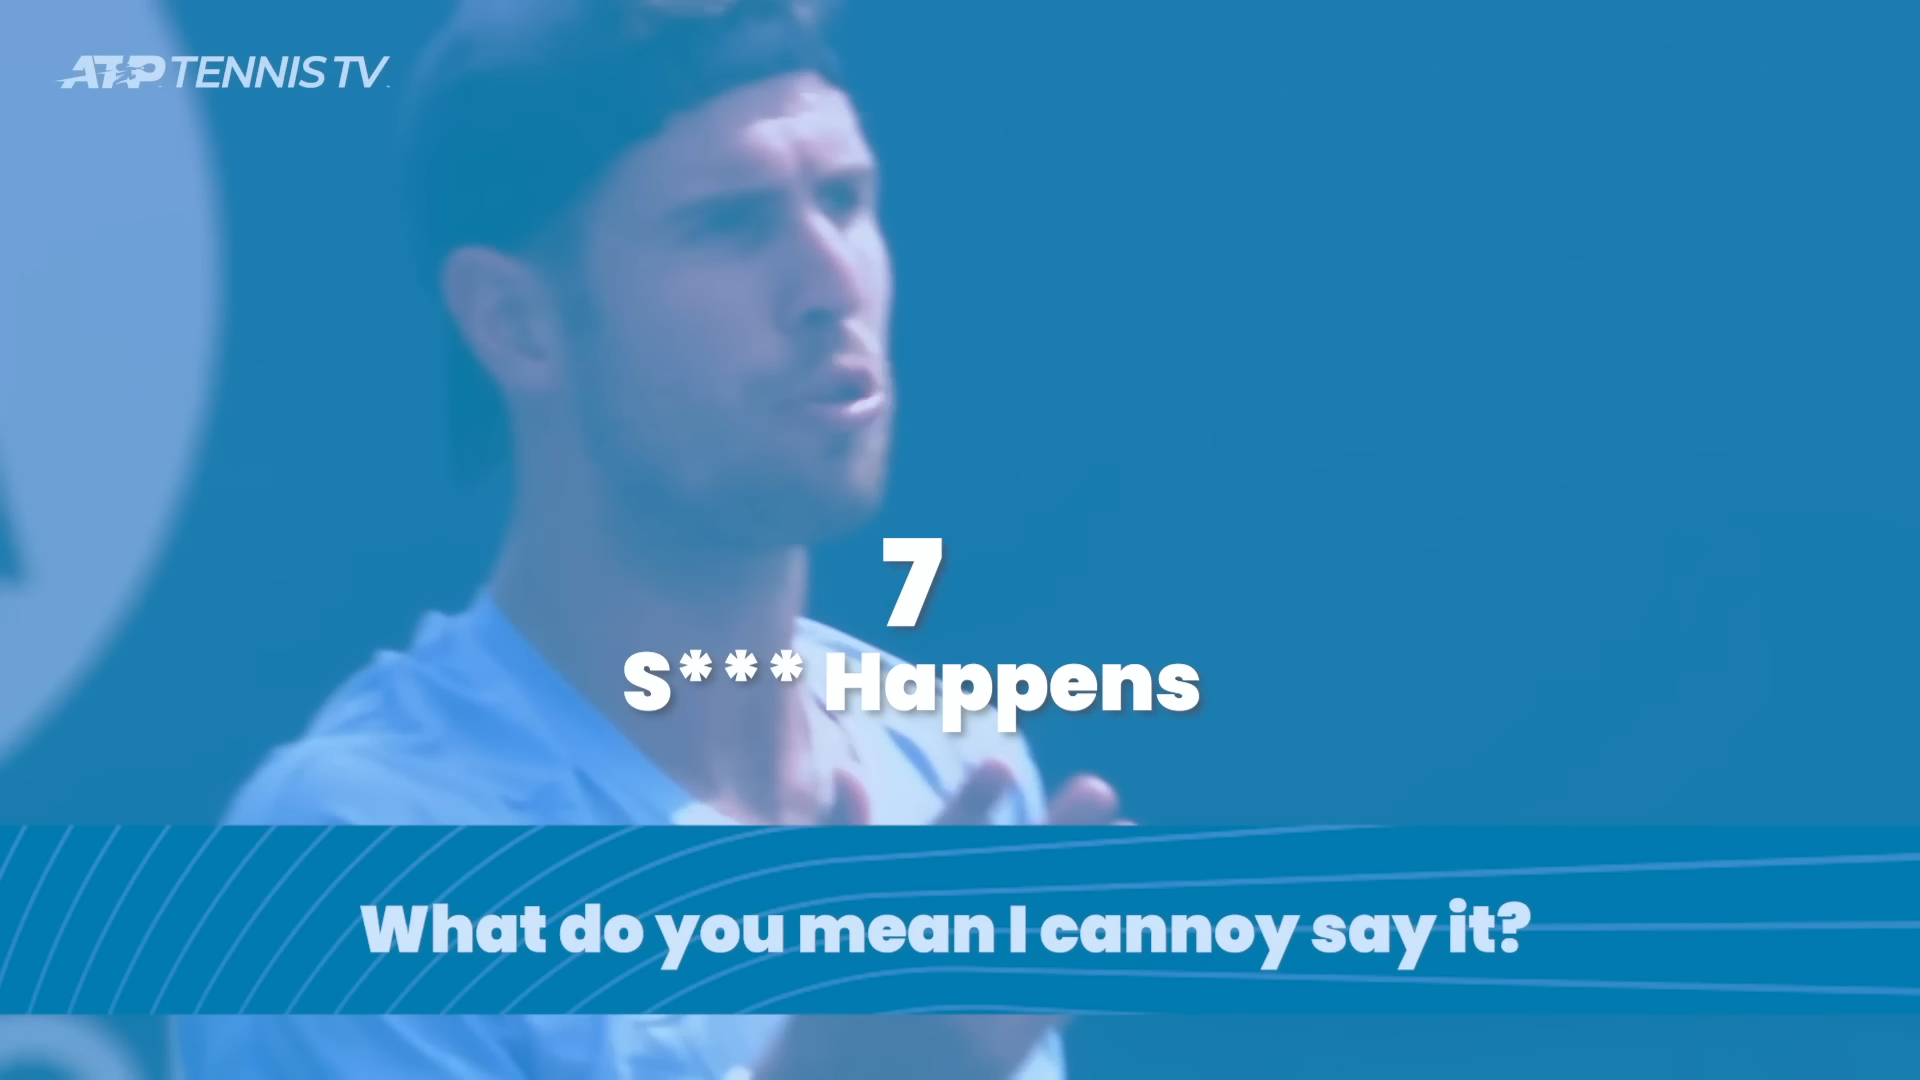 ATP TENNIS TV
7
S*** Happens
What do you mean I cannoy say it?